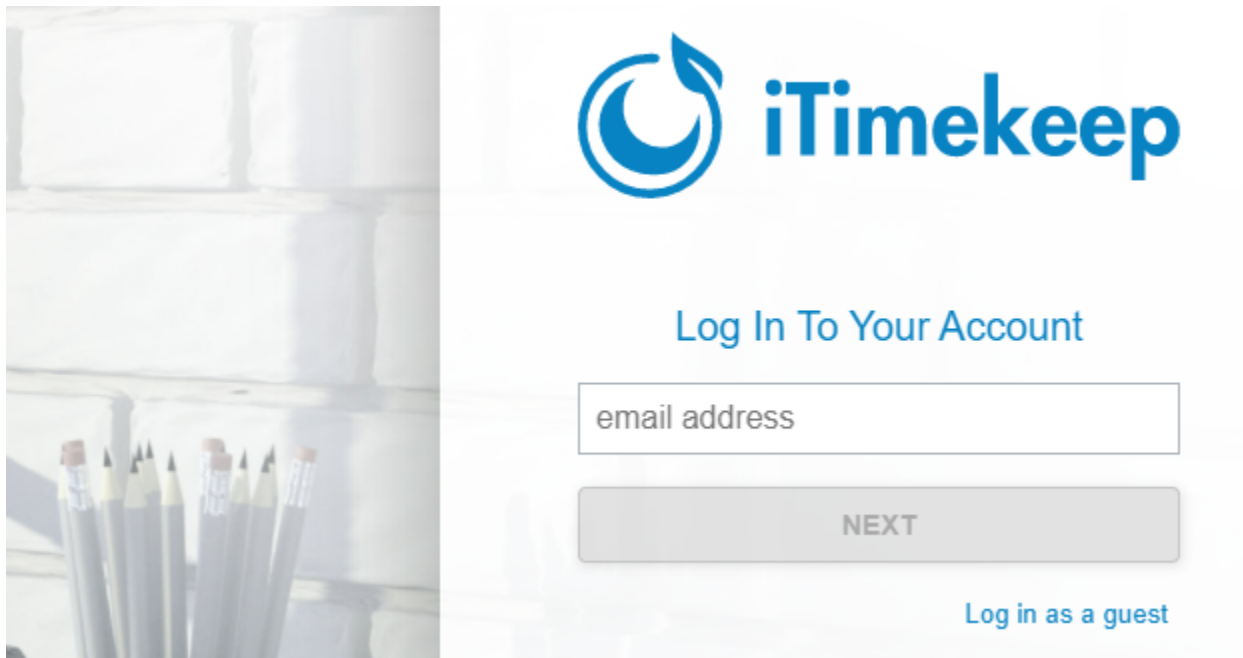 iTimekeep
Log In To Your Account
email address
NEXT
Log in as a guest